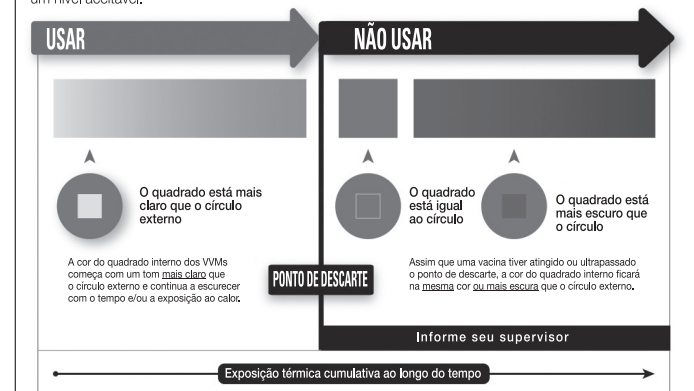 um nível aceitável.
USAR
NÃO USAR
O quadrado está mais
claro que o círculo
externo
O quadrado
está igual
ao círculo
O quadrado está
mais escuro que
o círculo
A cor do quadrado interno dos VVMs
começa com um tom mais claro que
o círculo externo e continua a escurecer
com o tempo e/ou a exposição ao calor.
PONTO DE DESCARTE
Assim que uma vacina tiver atingido ou ultrapassado
o ponto de descarte, a cor do quadrado interno ficará
na mesma cor ou mais escura que o círculo externo.
Informe seu supervisor
Exposição térmica cumulativa ao longo do tempo